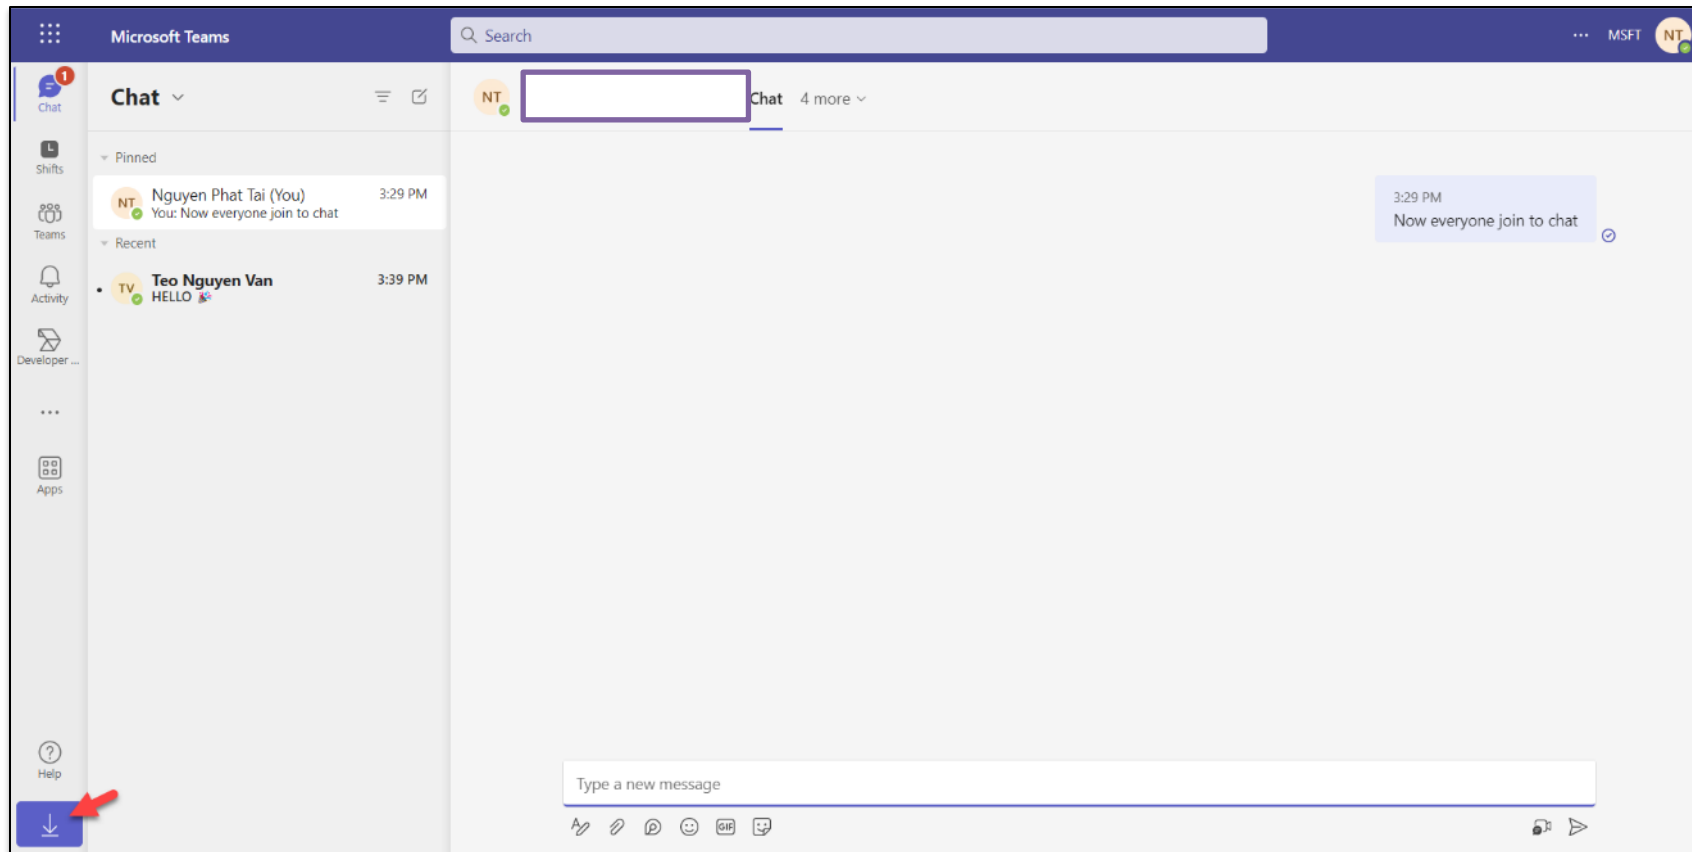 Microsoft Teams
Search
MSFT
NT
1
Chat
Shifts
Teams
Activity
Developer ...
Apps
Help
Chat
Pinned
NT
Nguyen Phat Tai (You)
3:29 PM
You: Now everyone join to chat
Recent
TV
Teo Nguyen Van
3:39 PM
HELLO 🎉
NT
Chat
4 more
3:29 PM
Now everyone join to chat
Type a new message
GIF